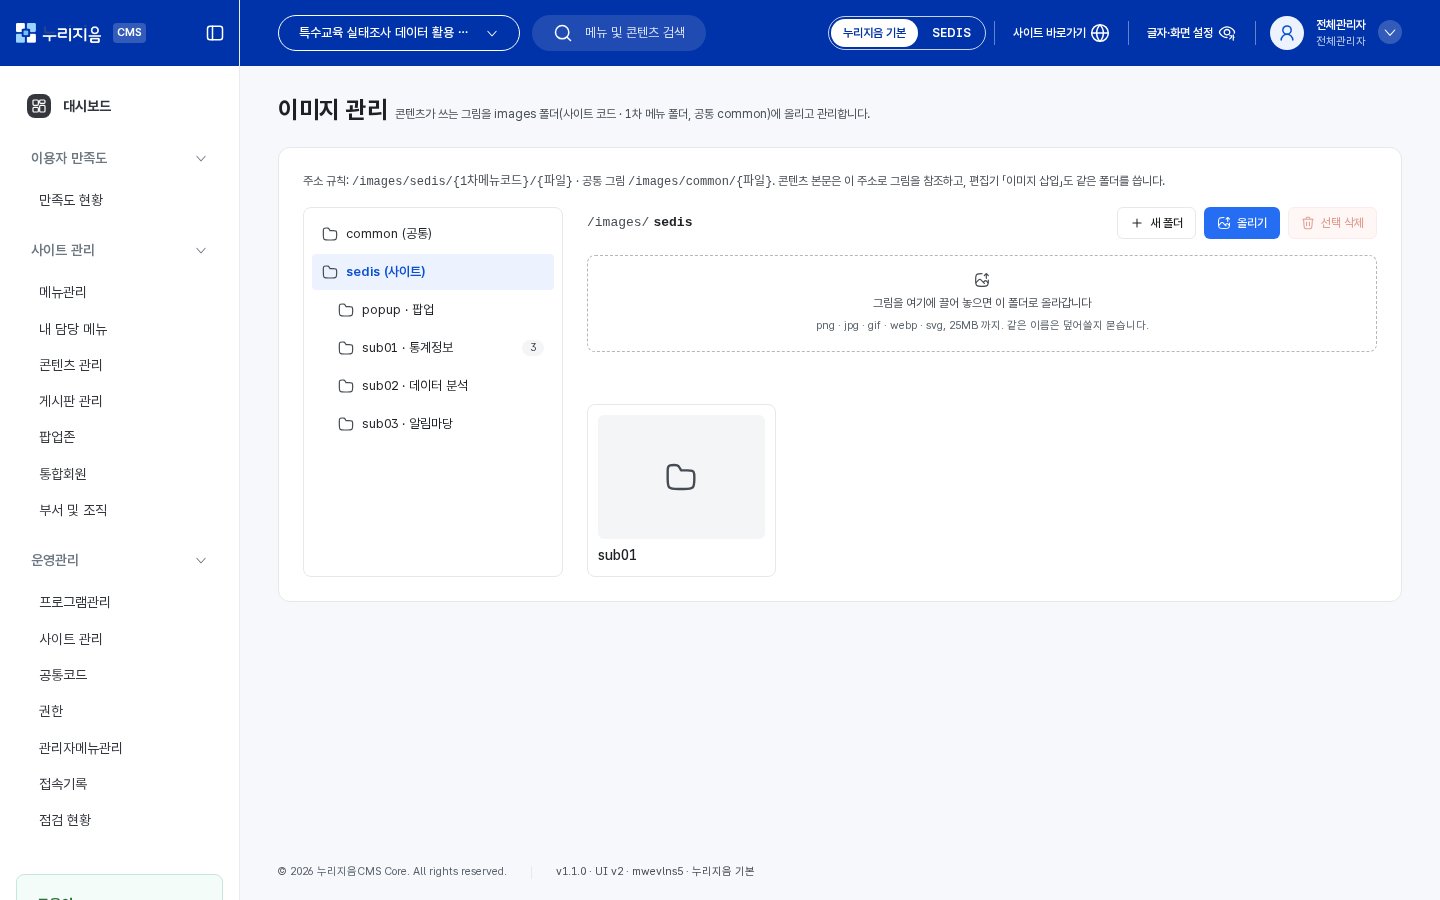 누리지음 CMS
특수교육 실태조사 데이터 활용 ···
메뉴 및 콘텐츠 검색
누리지음 기본
SEDIS
사이트 바로가기
글자·화면 설정
전체관리자
전체관리자
대시보드
이용자 만족도
만족도 현황
사이트 관리
메뉴관리
내 담당 메뉴
콘텐츠 관리
게시판 관리
팝업존
통합회원
부서 및 조직
운영관리
프로그램관리
사이트 관리
공통코드
권한
관리자메뉴관리
접속기록
점검 현황
이미지 관리 콘텐츠가 쓰는 그림을 images 폴더(사이트 코드 · 1차 메뉴 폴더, 공통 common)에 올리고 관리합니다.
주소 규칙: /images/sedis/{1차메뉴코드}/{파일} · 공통 그림 /images/common/{파일}. 콘텐츠 본문은 이 주소로 그림을 참조하고, 편집기 「이미지 삽입」도 같은 폴더를 씁니다.
common (공통)
sedis (사이트)
popup · 팝업
sub01 · 통계정보 3
sub02 · 데이터 분석
sub03 · 알림마당
/images/ sedis
새 폴더
올리기
선택 삭제
그림을 여기에 끌어 놓으면 이 폴더로 올라갑니다
png · jpg · gif · webp · svg, 25MB 까지. 같은 이름은 덮어쓸지 묻습니다.
sub01
© 2026 누리지음CMS Core. All rights reserved.
v1.1.0 · UI v2 · mwevlns5 · 누리지음 기본